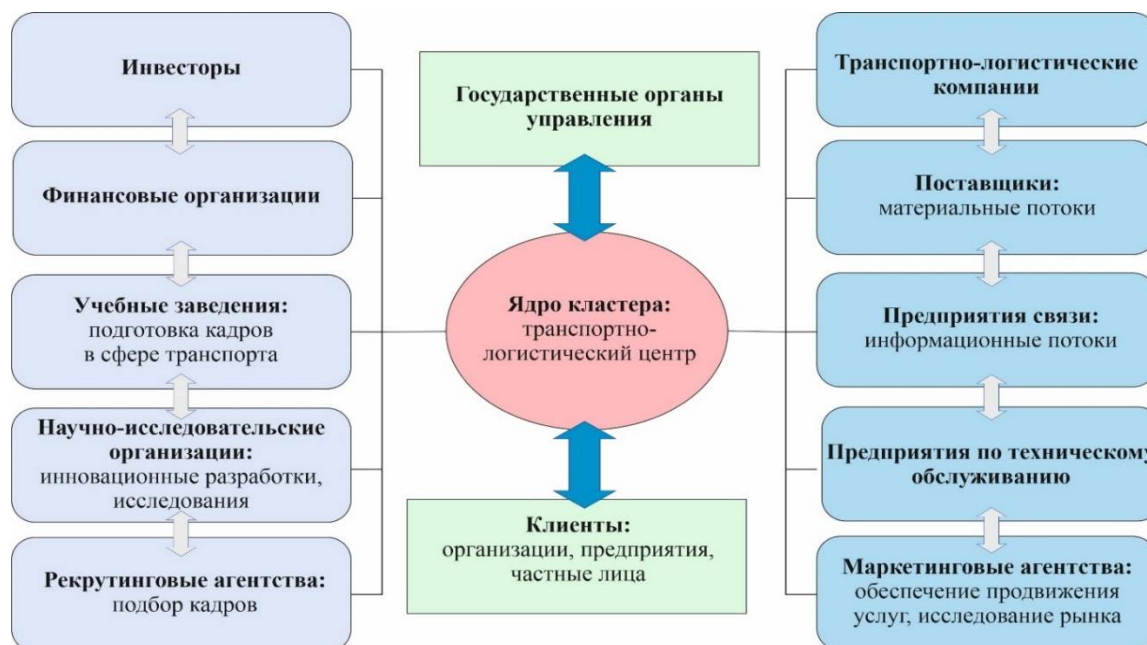 Инвесторы
Финансовые организации
Учебные заведения:
подготовка кадров
в сфере транспорта
Научно-исследовательские
организации:
инновационные разработки,
исследования
Рекрутинговые агентства:
подбор кадров
Государственные органы
управления
Ядро кластера:
транспортно-
логистический центр
Клиенты:
организации, предприятия,
частные лица
Транспортно-логистические
компании
Поставщики:
материальные потоки
Предприятия связи:
информационные потоки
Предприятия по техническому
обслуживанию
Маркетинговые агентства:
обеспечение продвижения
услуг, исследование рынка